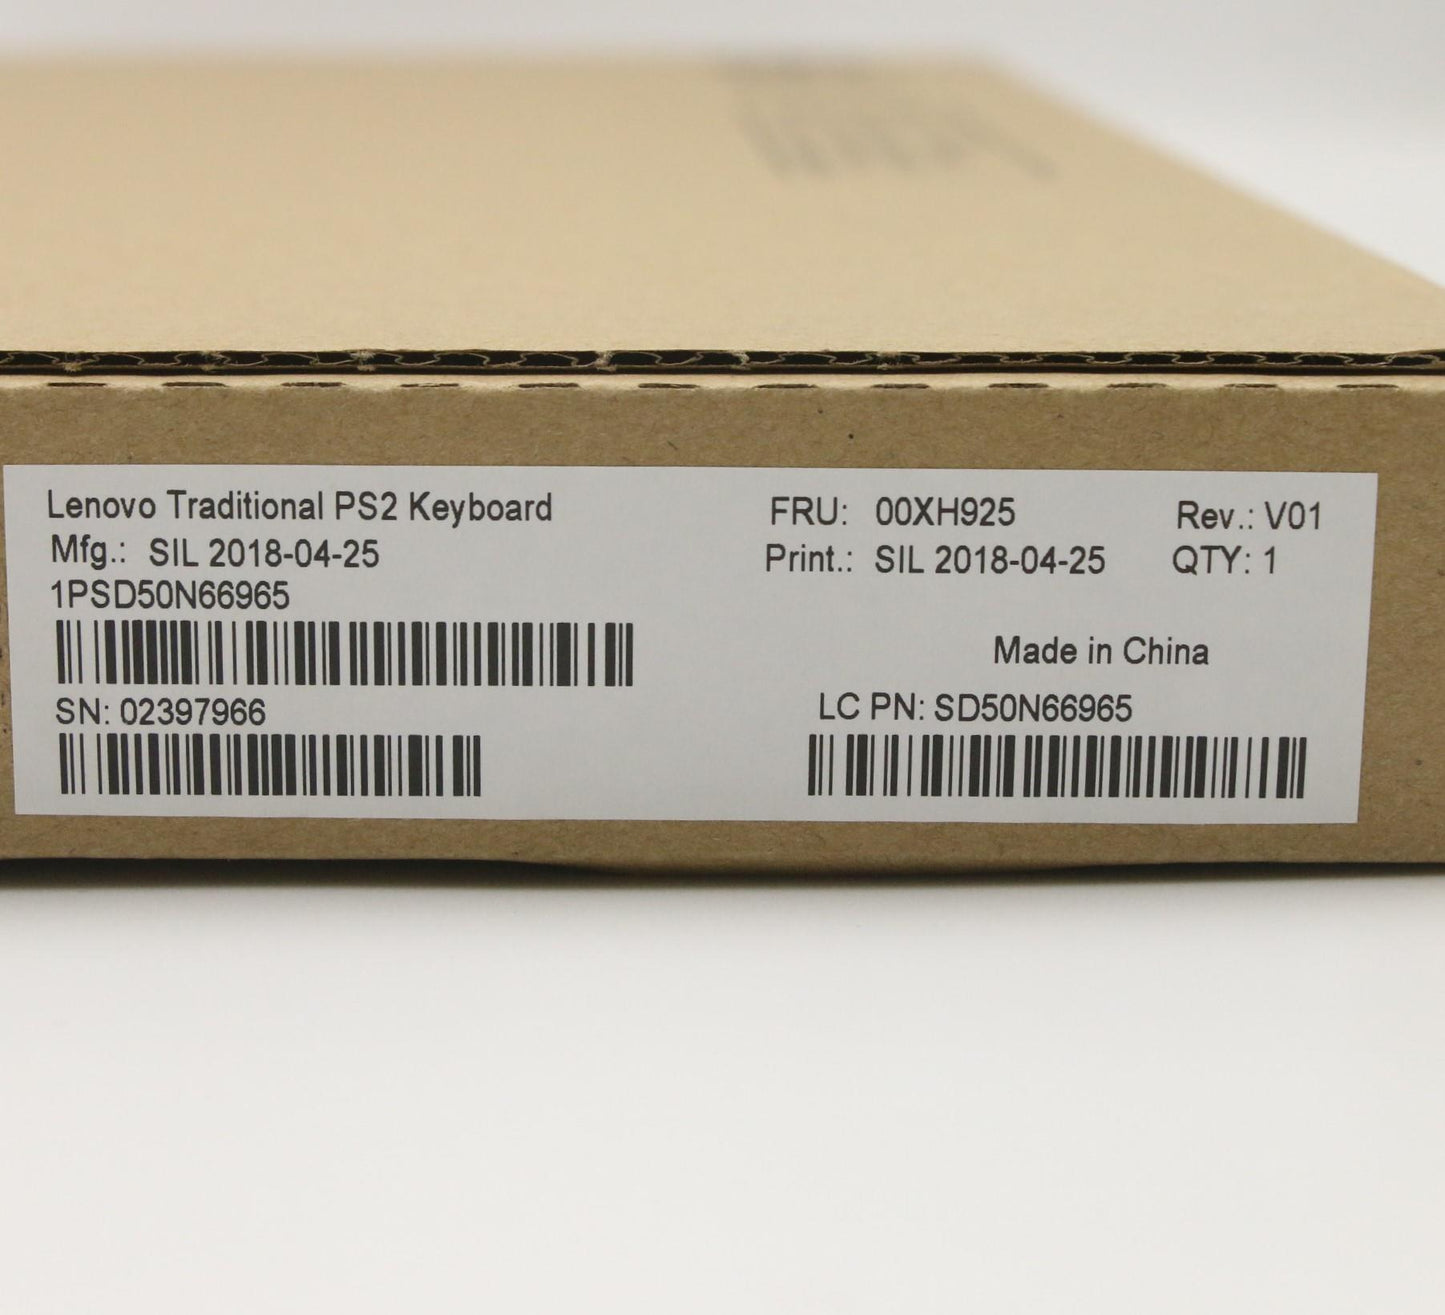 Lenovo Traditional PS2 Keyboard
FRU: 00XH925
Rev.: V01
Mfg.: SIL 2018-04-25
Print.: SIL 2018-04-25
QTY: 1
1PSD50N66965
Made in China
SN: 02397966
LC PN: SD50N66965